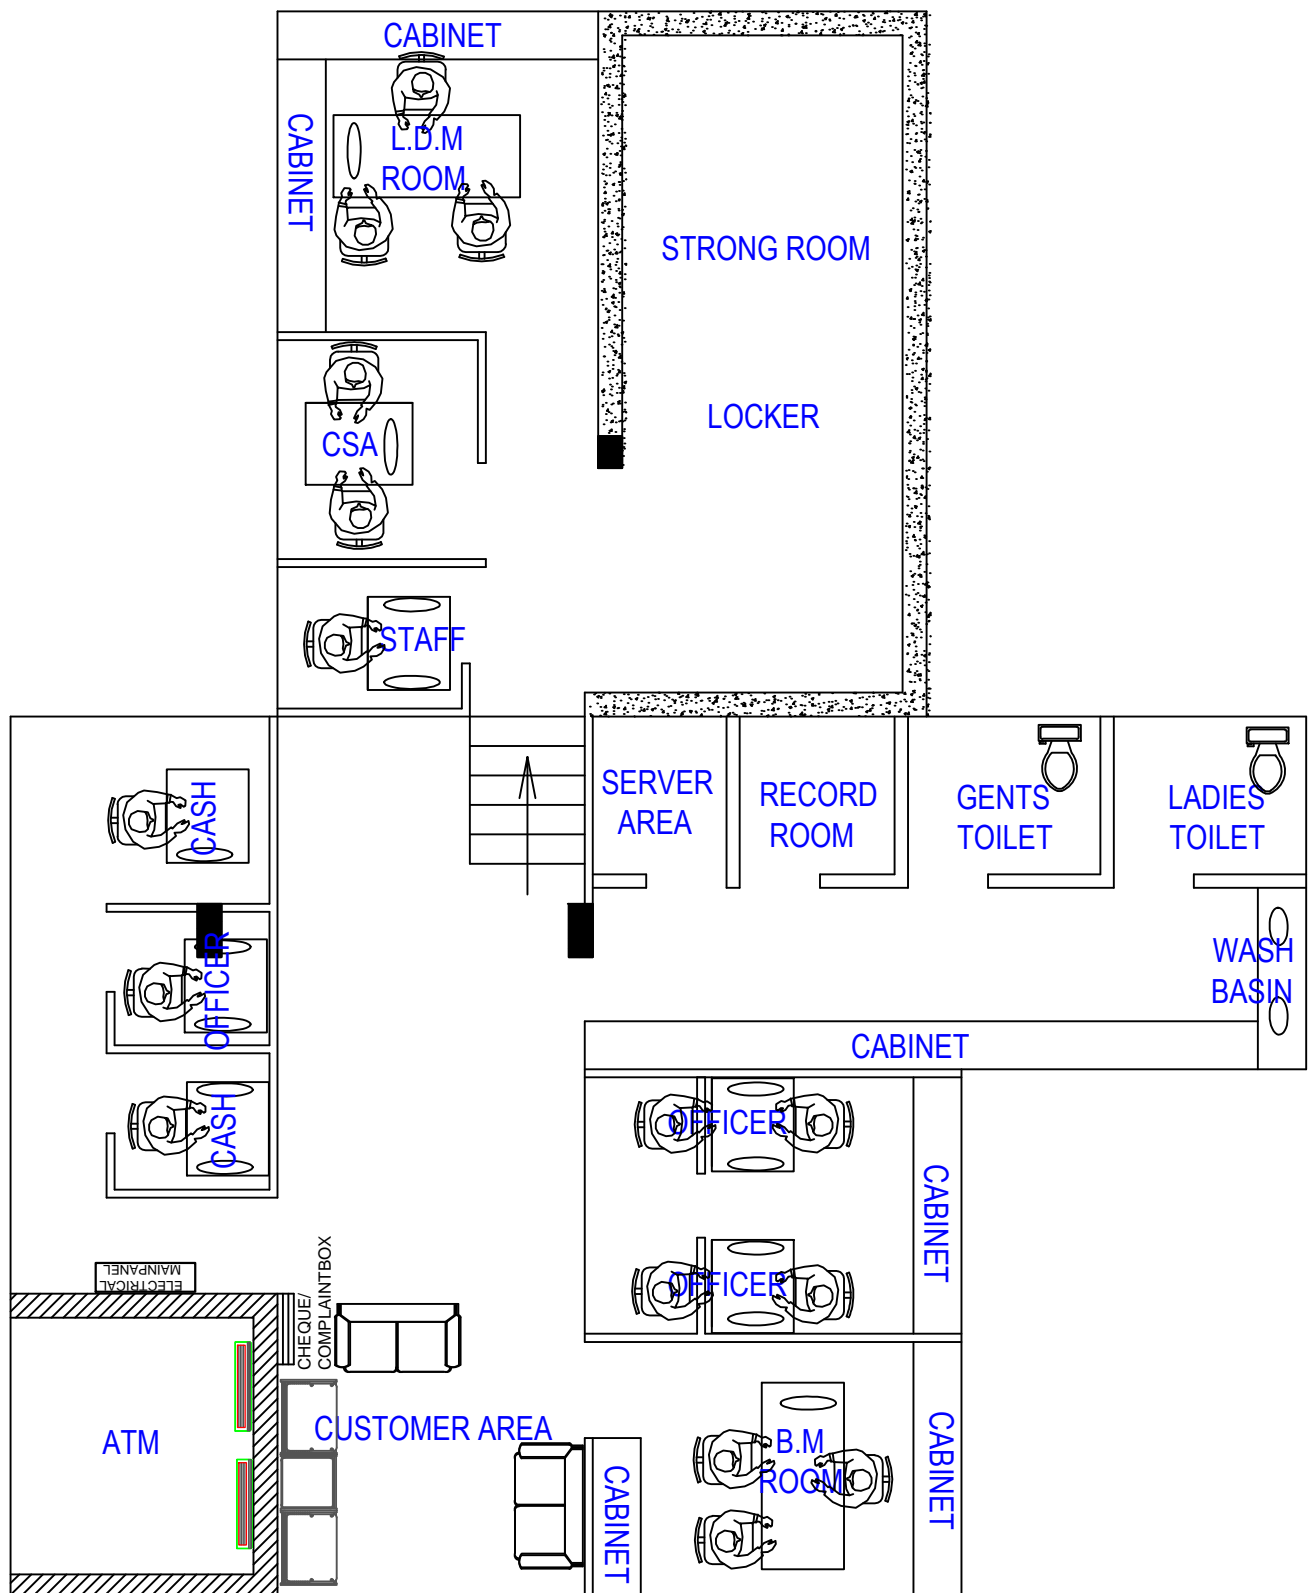 CABINET
CABINET
L.D.M
ROOM
STRONG ROOM
LOCKER
CSA
STAFF
CASH
SERVER
AREA
RECORD
ROOM
GENTS
TOILET
LADIES
TOILET
OFFICER
WASH
BASIN
CABINET
CASH
OFFICER
CABINET
OFFICER
ELECTRICAL
MAINPANEL
CHEQUE/
COMPLAINTBOX
ATM
CUSTOMER AREA
CABINET
B.M
ROOM
CABINET